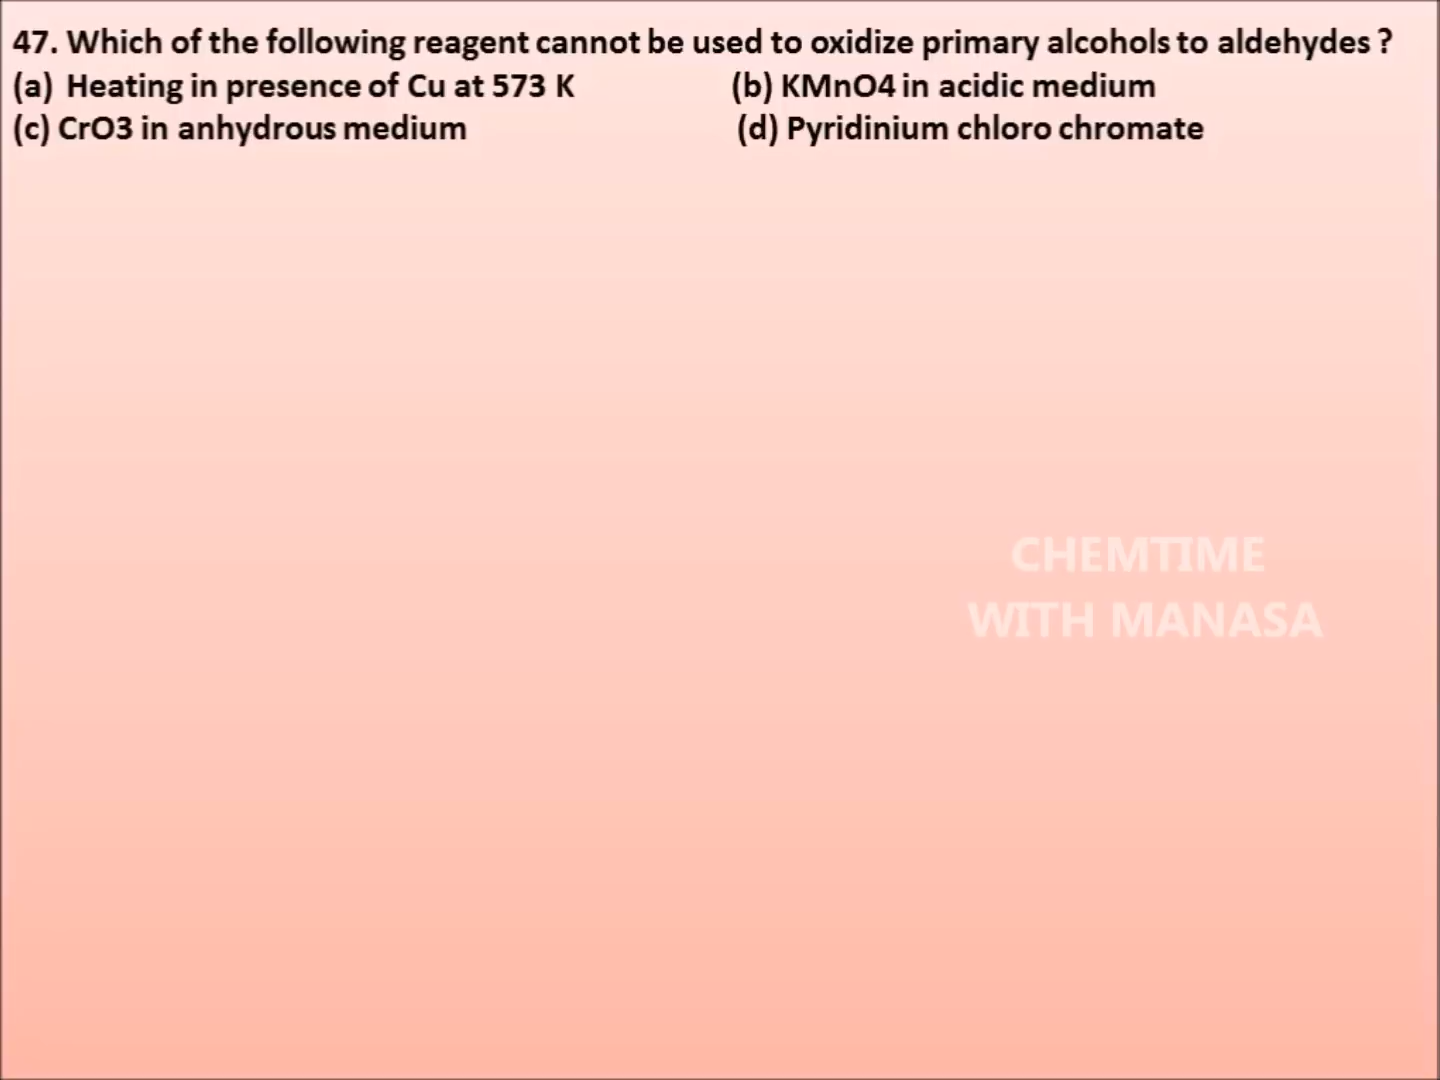 47. Which of the following reagent cannot be used to oxidize primary alcohols to aldehydes ?
(a) Heating in presence of Cu at 573 K (b) KMnO4 in acidic medium
(c) CrO3 in anhydrous medium (d) Pyridinium chloro chromate
CHEMTIME
WITH MANASA